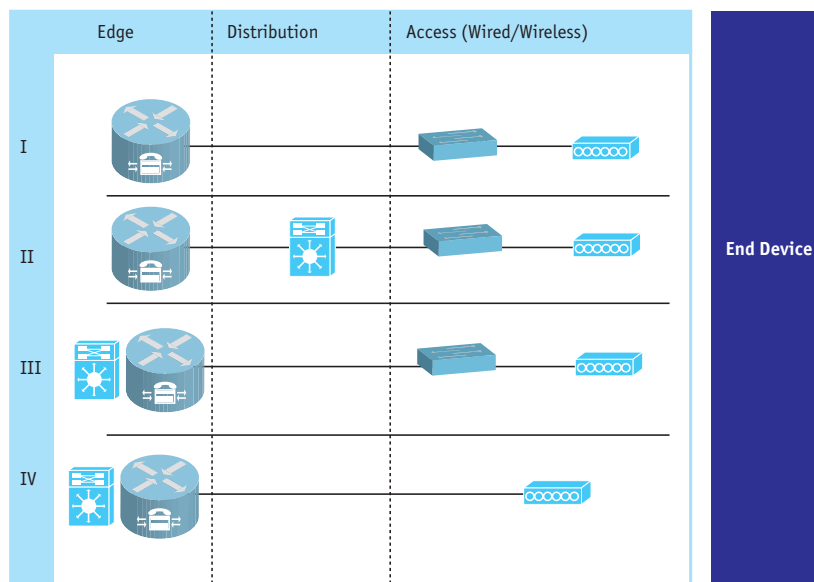 Edge Distribution Access (Wired/Wireless)
I
II
End Device
III
IV